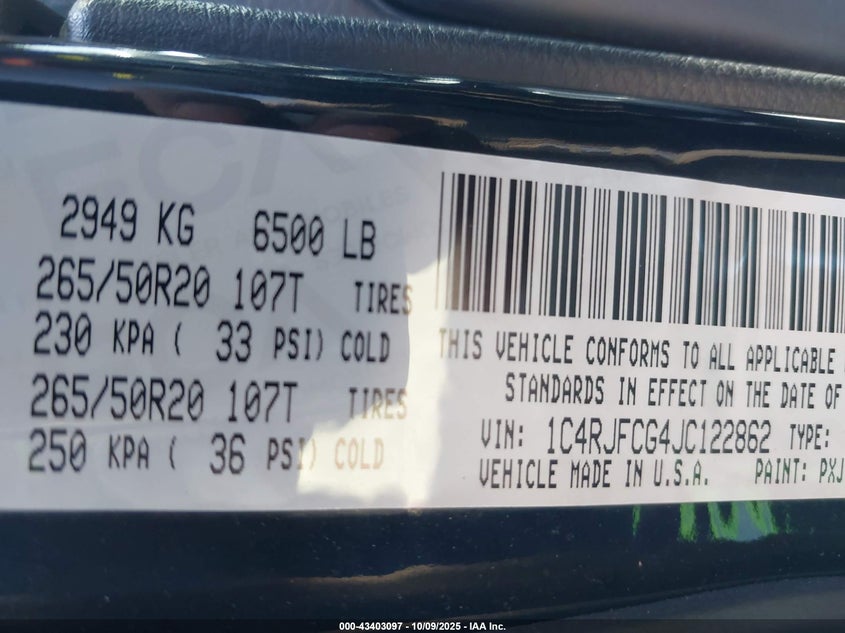 2949 KG 6500 LB
265/50R20 107T TIRES
230 KPA ( 33 PSI) COLD
265/50R20 107T TIRES
250 KPA ( 36 PSI) COLD
THIS VEHICLE CONFORMS TO ALL APPLICABLE
STANDARDS IN EFFECT ON THE DATE OF
VIN: 1C4RJFCG4JC122862 TYPE:
VEHICLE MADE IN U.S.A. PAINT: PXJ
000-43403097 - 10/09/2025 - IAA Inc.